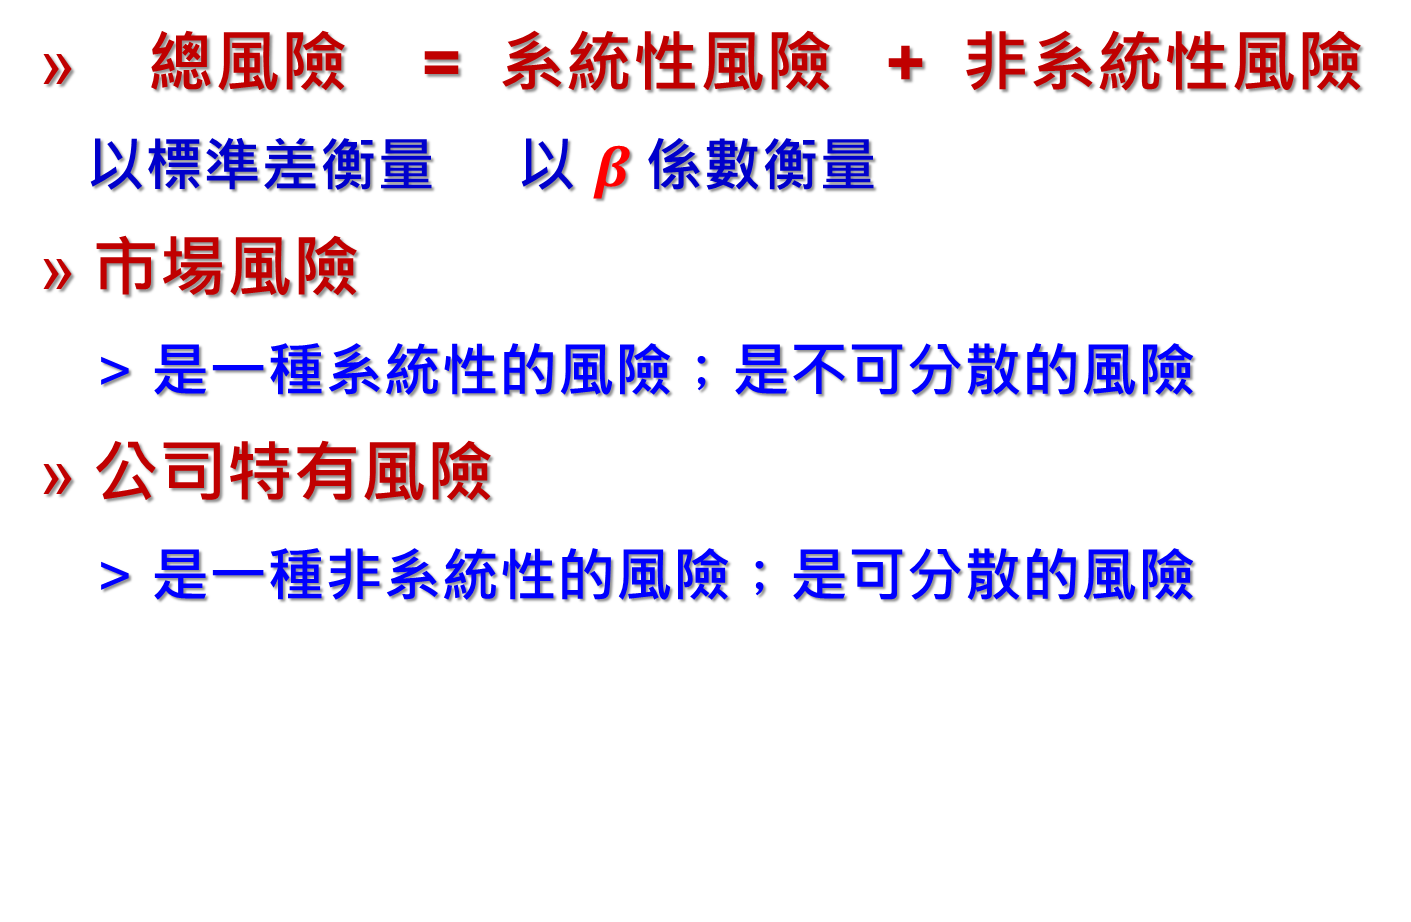 » 總風險 = 系統性風險 + 非系統性風險
以標準差衡量 以 β 係數衡量
» 市場風險
> 是一種系統性的風險；是不可分散的風險
» 公司特有風險
> 是一種非系統性的風險；是可分散的風險